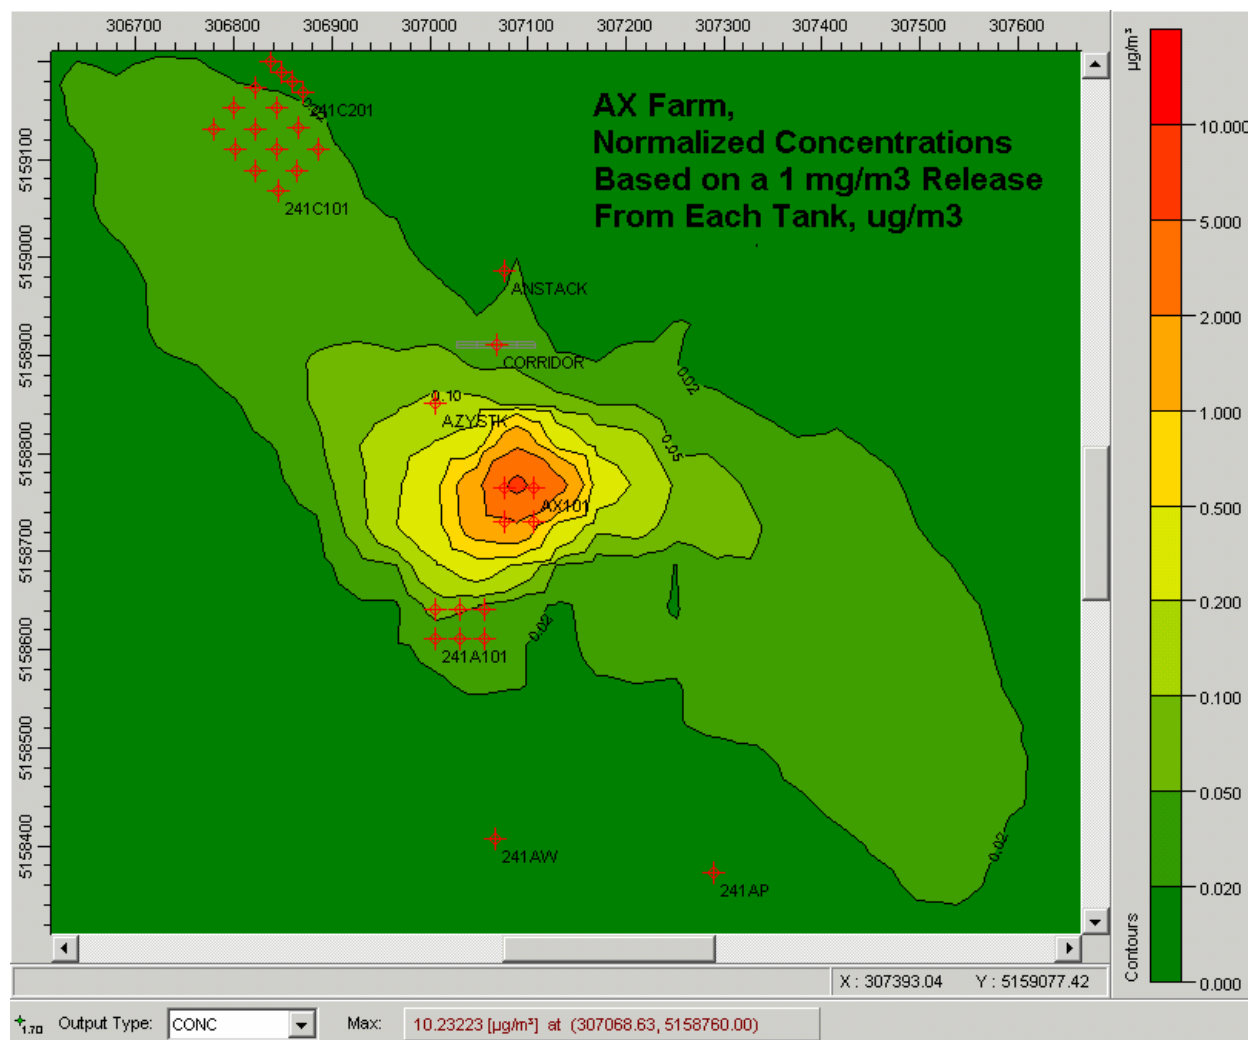 306700 306800 306900 307000 307100 307200 307300 307400 307500 307600
µg/m³
AX Farm,
Normalized Concentrations
Based on a 1 mg/m3 Release
From Each Tank, ug/m3
241C201
241C101
ANSTACK
CORRIDOR
0.02
0.10
AZYSTK
0.05
AX101
0.02
241A101
0.02
241AW
241AP
5159100
5159000
5158900
5158800
5158700
5158600
5158500
5158400
10.000
5.000
2.000
1.000
0.500
0.200
0.100
0.050
0.020
0.000
Contours
X : 307393.04 Y : 5159077.42
1.70 Output Type: CONC Max: 10.23223 [µg/m³] at (307068.63, 5158760.00)